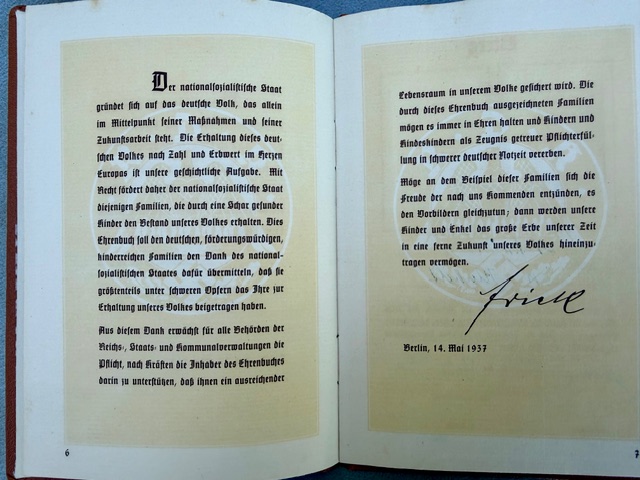 Der nationalsozialistische Staat
gründet sich auf das deutsche Volk, das allein
im Mittelpunkt seiner Maßnahmen und seiner
Zukunftsarbeit steht. Die Erhaltung dieses deut-
schen Volkes nach Zahl und Erbwert im Herzen
Europas ist unsere geschichtliche Aufgabe. Mit
Recht fördert daher der nationalsozialistische Staat
diejenigen Familien, die durch eine Schar gesunder
Kinder den Bestand unseres Volkes erhalten. Dies
Ehrenbuch soll den deutschen, förderungswürdigen,
kinderreichen Familien den Dank des national-
sozialistischen Staates dafür übermitteln, daß sie
größtenteils unter schweren Opfern das Ihre zur
Erhaltung unseres Volkes beigetragen haben.
Aus diesem Dank erwächst für alle Behörden der
Reichs-, Staats- und Kommunalverwaltungen die
Pflicht, nach Kräften die Inhaber des Ehrenbuches
darin zu unterstützen, daß ihnen ein ausreichender
6
Lebensraum in unserem Volke gesichert wird. Die
durch dieses Ehrenbuch ausgezeichneten Familien
mögen es immer in Ehren halten und Kindern und
Kindeskindern als Zeugnis getreuer Pflichterfül-
lung in schwerer deutscher Notzeit vererben.
Möge an dem Beispiel dieser Familien sich die
Freude der nach uns Kommenden entzünden, es
den Vorbildern gleichzutun; dann werden unsere
Kinder und Enkel das große Erbe unserer Zeit
in eine ferne Zukunft unseres Volkes hineinzu-
tragen vermögen.
Frick
Berlin, 14. Mai 1937
7